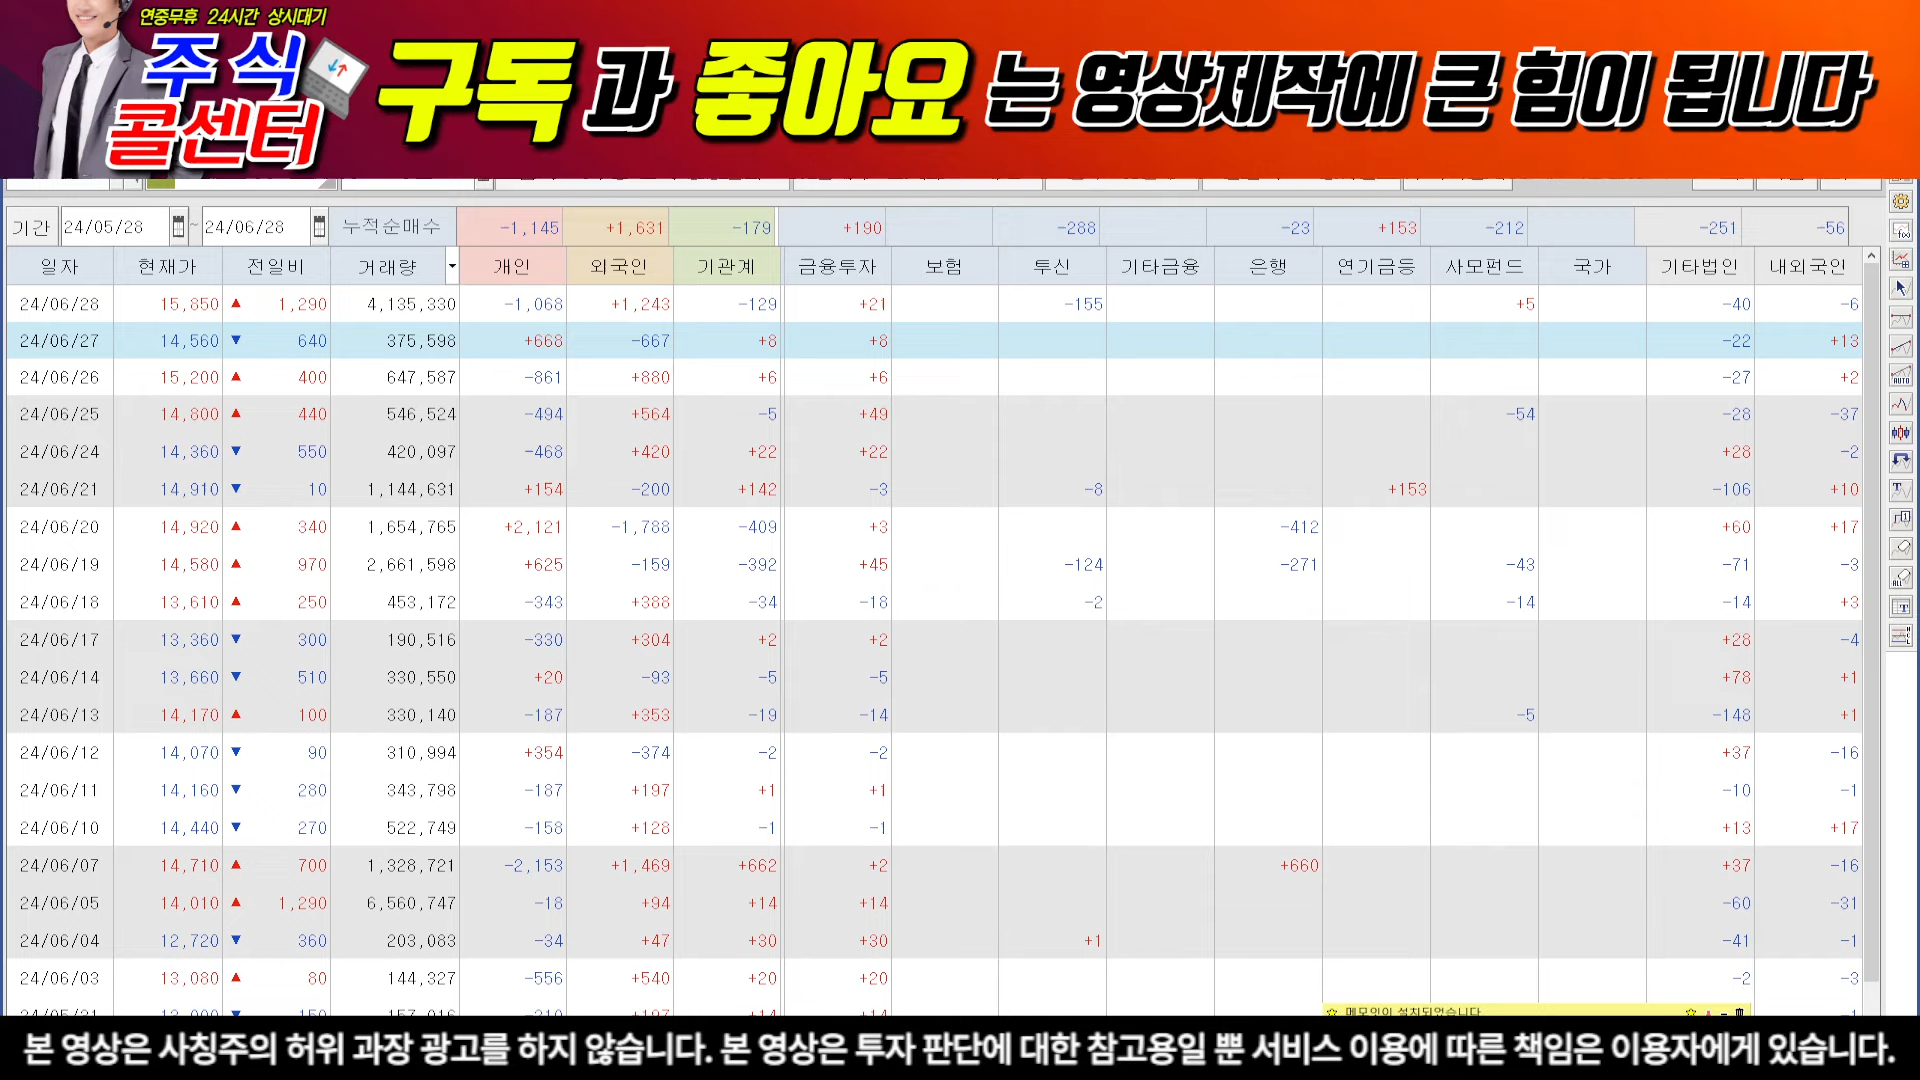 연중무휴 24시간 상시대기
주식
콜센터
구독과 좋아요는 영상제작에 큰 힘이 됩니다
기간 24/05/28 ~ 24/06/28 누적순매수 -1,145 +1,631 -179 +190 -288 -23 +153 -212 -251 -56
일자 현재가 전일비 거래량 개인 외국인 기관계 금융투자 보험 투신 기타금융 은행 연기금등 사모펀드 국가 기타법인 내외국인
24/06/28 15,850 ▲ 1,290 4,135,330 -1,068 +1,243 -129 +21 -155 +5 -40 -6
24/06/27 14,560 ▼ 640 375,598 +668 -667 +8 +8 -22 +13
24/06/26 15,200 ▲ 400 647,587 -861 +880 +6 +6 -27 +2
24/06/25 14,800 ▲ 440 546,524 -494 +564 -5 +49 -54 -28 -37
24/06/24 14,360 ▼ 550 420,097 -468 +420 +22 +22 +28 -2
24/06/21 14,910 ▼ 10 1,144,631 +154 -200 +142 -3 -8 +153 -106 +10
24/06/20 14,920 ▲ 340 1,654,765 +2,121 -1,788 -409 +3 -412 +60 +17
24/06/19 14,580 ▲ 970 2,661,598 +625 -159 -392 +45 -124 -271 -43 -71 -3
24/06/18 13,610 ▲ 250 453,172 -343 +388 -34 -18 -2 -14 -14 +3
24/06/17 13,360 ▼ 300 190,516 -330 +304 +2 +2 +28 -4
24/06/14 13,660 ▼ 510 330,550 +20 -93 -5 -5 +78 +1
24/06/13 14,170 ▲ 100 330,140 -187 +353 -19 -14 -5 -148 +1
24/06/12 14,070 ▼ 90 310,994 +354 -374 -2 -2 +37 -16
24/06/11 14,160 ▼ 280 343,798 -187 +197 +1 +1 -10 -1
24/06/10 14,440 ▼ 270 522,749 -158 +128 -1 -1 +13 +17
24/06/07 14,710 ▲ 700 1,328,721 -2,153 +1,469 +662 +2 +660 +37 -16
24/06/05 14,010 ▲ 1,290 6,560,747 -18 +94 +14 +14 -60 -31
24/06/04 12,720 ▼ 360 203,083 -34 +47 +30 +30 +1 -41 -1
24/06/03 13,080 ▲ 80 144,327 -556 +540 +20 +20 -2 -3
메모잇이 설치되었습니다
본 영상은 사칭주의 허위 과장 광고를 하지 않습니다. 본 영상은 투자 판단에 대한 참고용일 뿐 서비스 이용에 따른 책임은 이용자에게 있습니다.